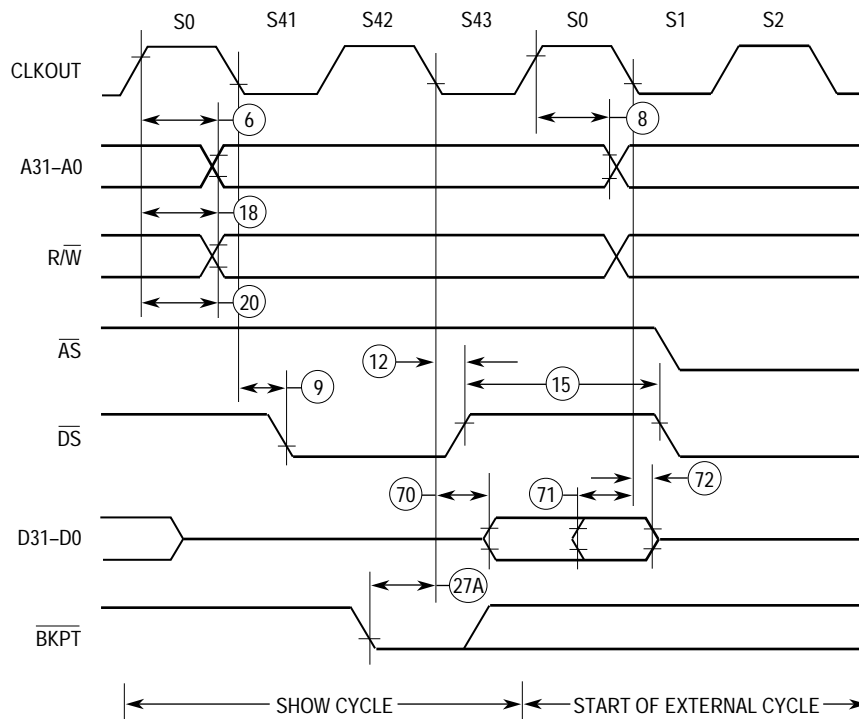 S0 S41 S42 S43 S0 S1 S2
CLKOUT
6 8
A31–A0
18
R/W
20
AS
12 15
9
DS
70 71 72
D31–D0
27A
BKPT
SHOW CYCLE START OF EXTERNAL CYCLE